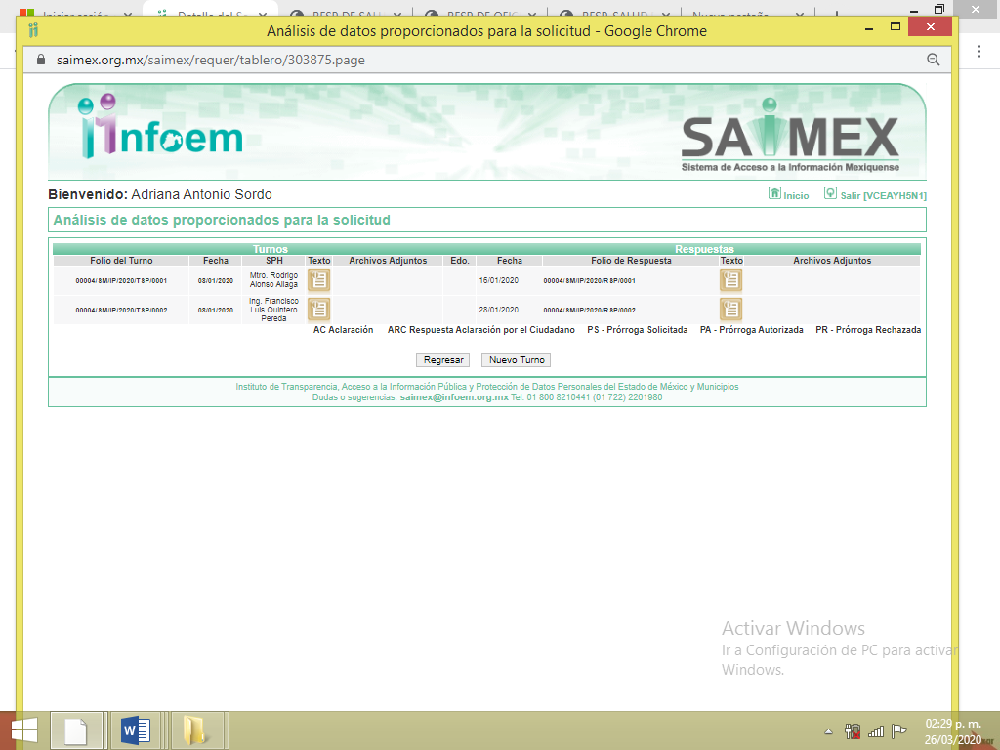 Análisis de datos proporcionados para la solicitud - Google Chrome
saimex.org.mx/saimex/requer/tablero/303875.page
infoem
SAIMEX
Sistema de Acceso a la Información Mexiquense
Bienvenido: Adriana Antonio Sordo
Inicio Salir [VCEAYH5N1]
Análisis de datos proporcionados para la solicitud
Turnos Respuestas
Folio del Turno Fecha SPH Texto Archivos Adjuntos Edo. Fecha Folio de Respuesta Texto Archivos Adjuntos
00004/SM/IP/2020/TSP/0001 08/01/2020 Mtro. Rodrigo Alonso Aliaga 16/01/2020 00004/SM/IP/2020/RSP/0001
00004/SM/IP/2020/TSP/0002 08/01/2020 Ing. Francisco Luis Quintero Pereda 28/01/2020 00004/SM/IP/2020/RSP/0002
AC Aclaración ARC Respuesta Aclaración por el Ciudadano PS - Prórroga Solicitada PA - Prórroga Autorizada PR - Prórroga Rechazada
Regresar Nuevo Turno
Instituto de Transparencia, Acceso a la Información Pública y Protección de Datos Personales del Estado de México y Municipios
Dudas o sugerencias: saimex@infoem.org.mx Tel. 01 800 8210441 (01 722) 2261980
Activar Windows
Ir a Configuración de PC para activar
Windows.
02:29 p. m.
26/03/2020